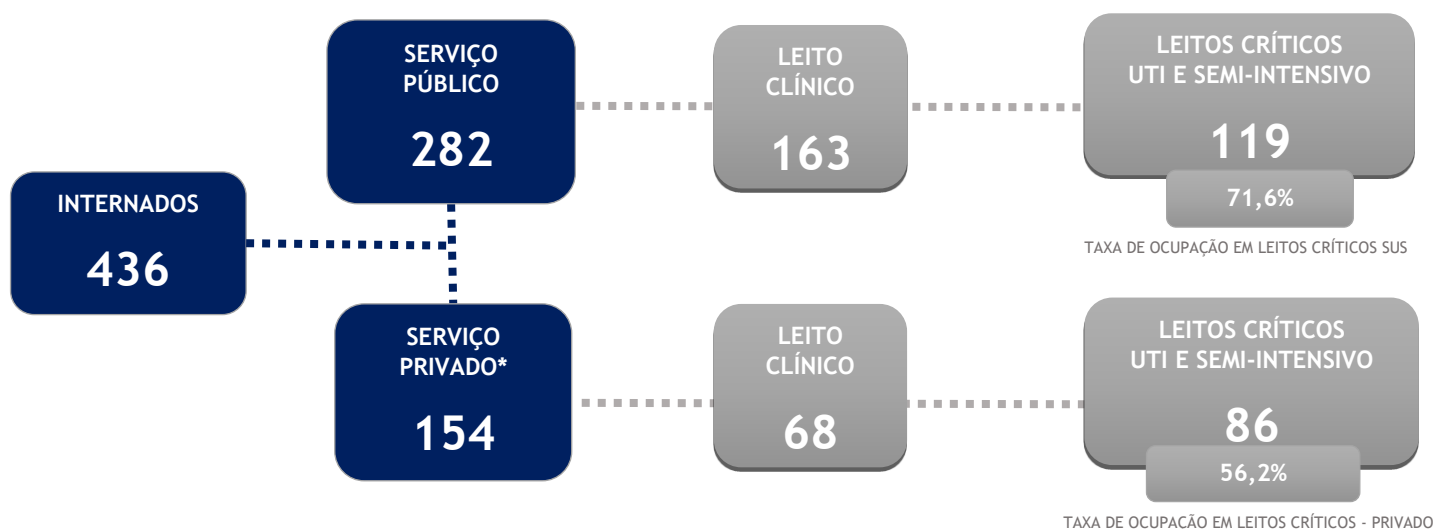 INTERNADOS
436
SERVIÇO
PÚBLICO
282
LEITO
CLÍNICO
163
LEITOS CRÍTICOS
UTI E SEMI-INTENSIVO
119
71,6%
TAXA DE OCUPAÇÃO EM LEITOS CRÍTICOS SUS
SERVIÇO
PRIVADO*
154
LEITO
CLÍNICO
68
LEITOS CRÍTICOS
UTI E SEMI-INTENSIVO
86
56,2%
TAXA DE OCUPAÇÃO EM LEITOS CRÍTICOS - PRIVADO